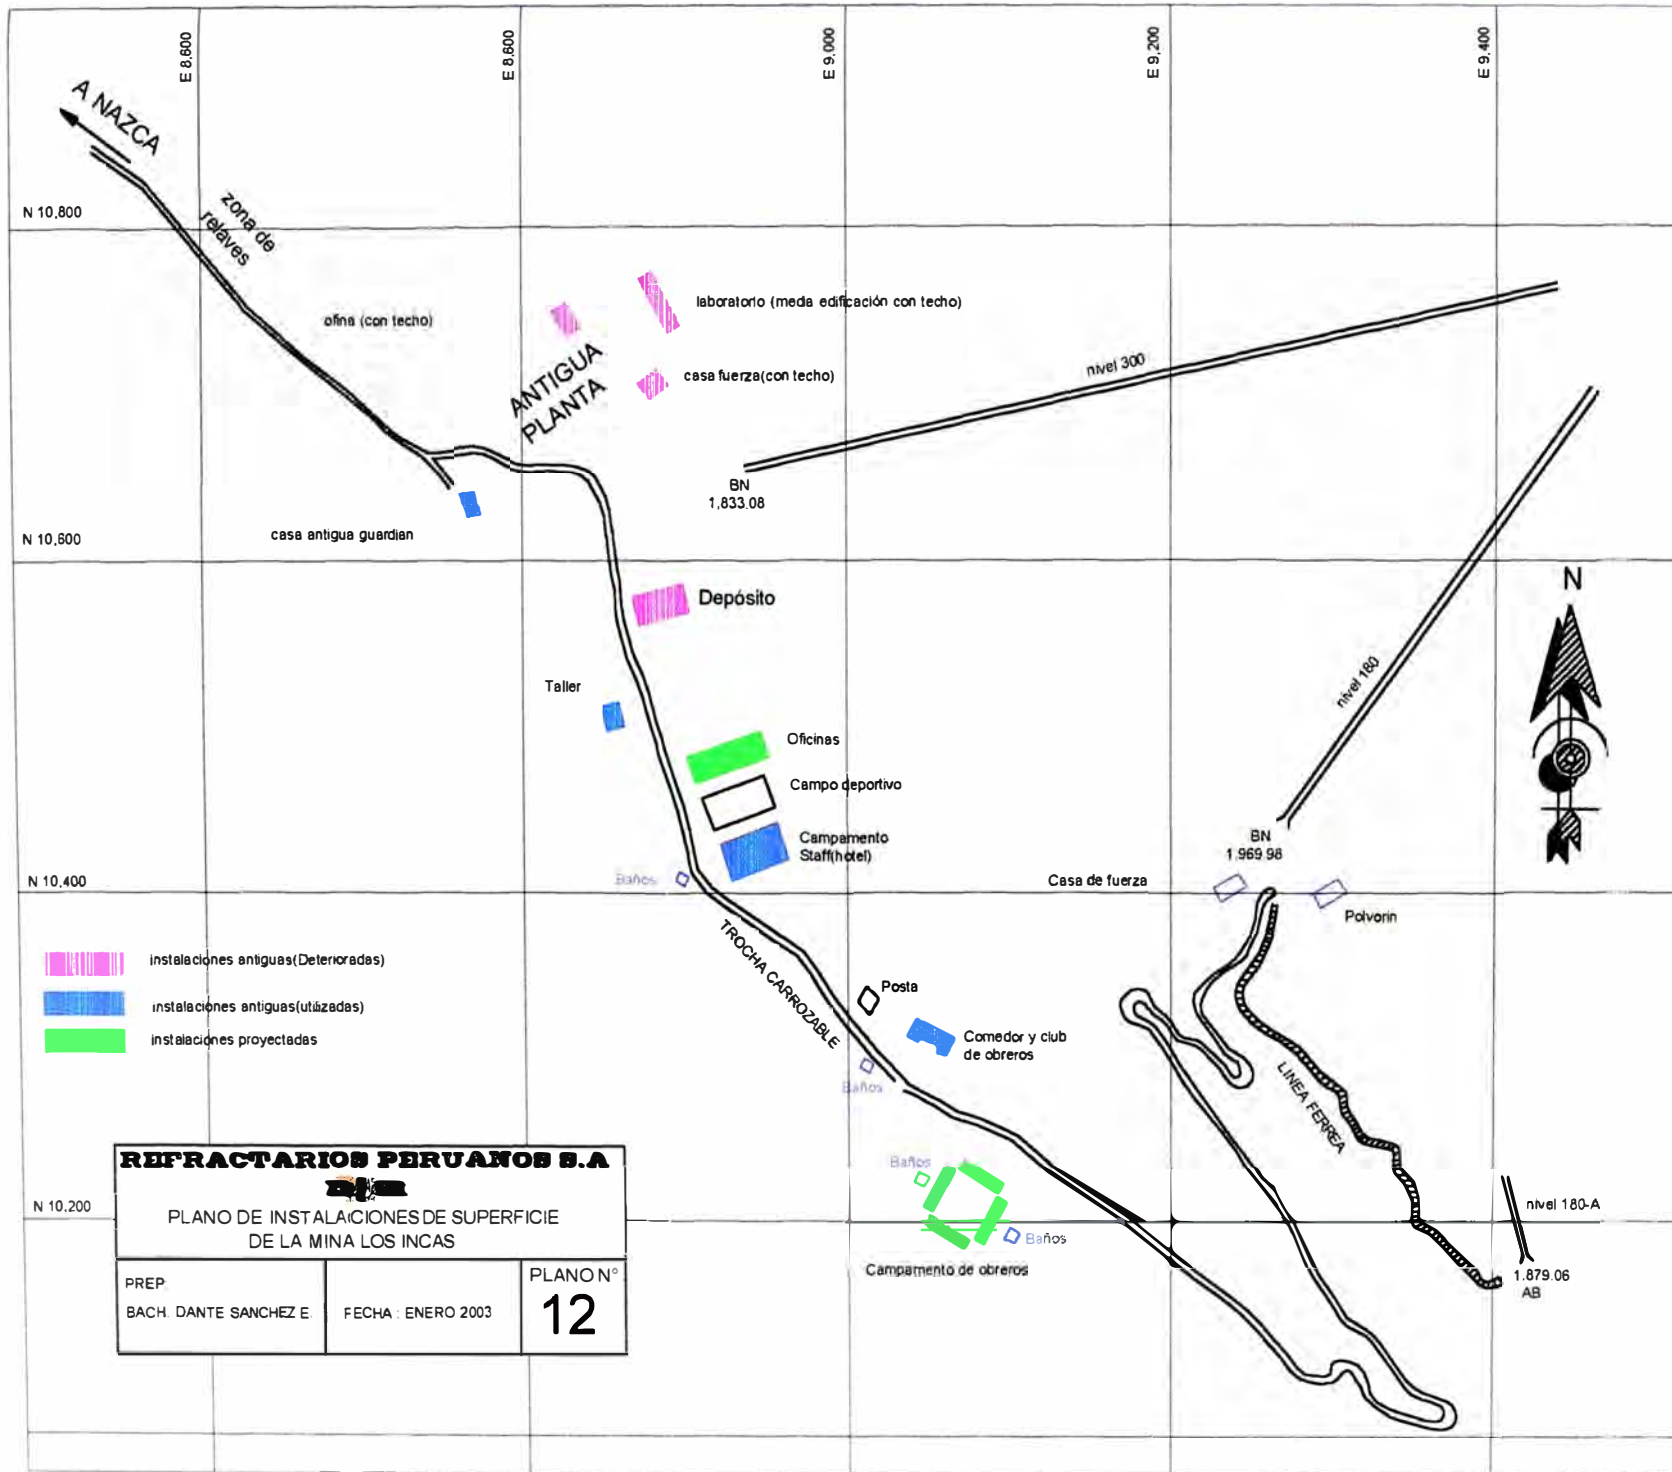 E 8.600
E 8.600
E 9.000
E 9,200
E 9.400
A NAZCA
N 10,800
zona de
relaves
ofina (con techo)
laboratorio (media edificación con techo)
ANTIGUA
PLANTA
casa fuerza(con techo)
nivel 300
BN
1,833.08
N 10,600
casa antigua guardian
N
Depósito
nivel 180
Taller
Oficinas
Campo deportivo
Campamento
Staff(hotel)
BN
1.969 98
Baños
N 10,400
Casa de fuerza
Polvorin
TROCHA CARROZABLE
instalaciones antiguas(Deterioradas)
instalaciones antiguas(utilizadas)
instalaciones proyectadas
Posta
Comedor y club
de obreros
Baños
LINEA FERREA
Baños
N 10,200
nivel 180-A
Baños
Campamento de obreros
1.879.06
AB
REFRACTARIOS PERUANOS S.A
PLANO DE INSTALACIONES DE SUPERFICIE
DE LA MINA LOS INCAS
PREP.
BACH. DANTE SANCHEZ E.
FECHA : ENERO 2003
PLANO N°
12